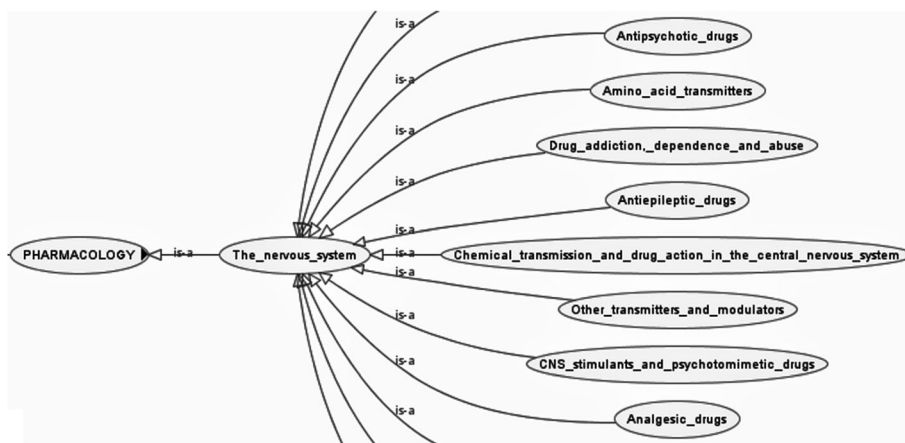 is-a
Antipsychotic_drugs
is-a
Amino_acid_transmitters
is-a
Drug_addiction,_dependence_and_abuse
is-a
Antiepileptic_drugs
is-a
PHARMACOLOGY
is-a
The_nervous_system
is-a
Chemical_transmission_and_drug_action_in_the_central_nervous_system
is-a
Other_transmitters_and_modulators
is-a
CNS_stimulants_and_psychotomimetic_drugs
is-a
Analgesic_drugs
is-a